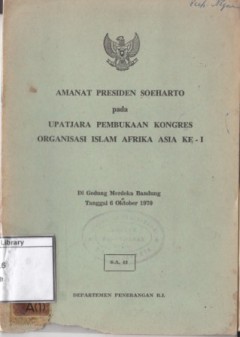 AMANAT PRESIDEN SOEHARTO
pada
UPATJARA PEMBUKAAN KONGRES
ORGANISASI ISLAM AFRIKA ASIA KE - I
Di Gedung Merdeka Bandung
Tanggal 6 Oktober 1970
Library
DEPARTEMEN PENERANGAN R.I.